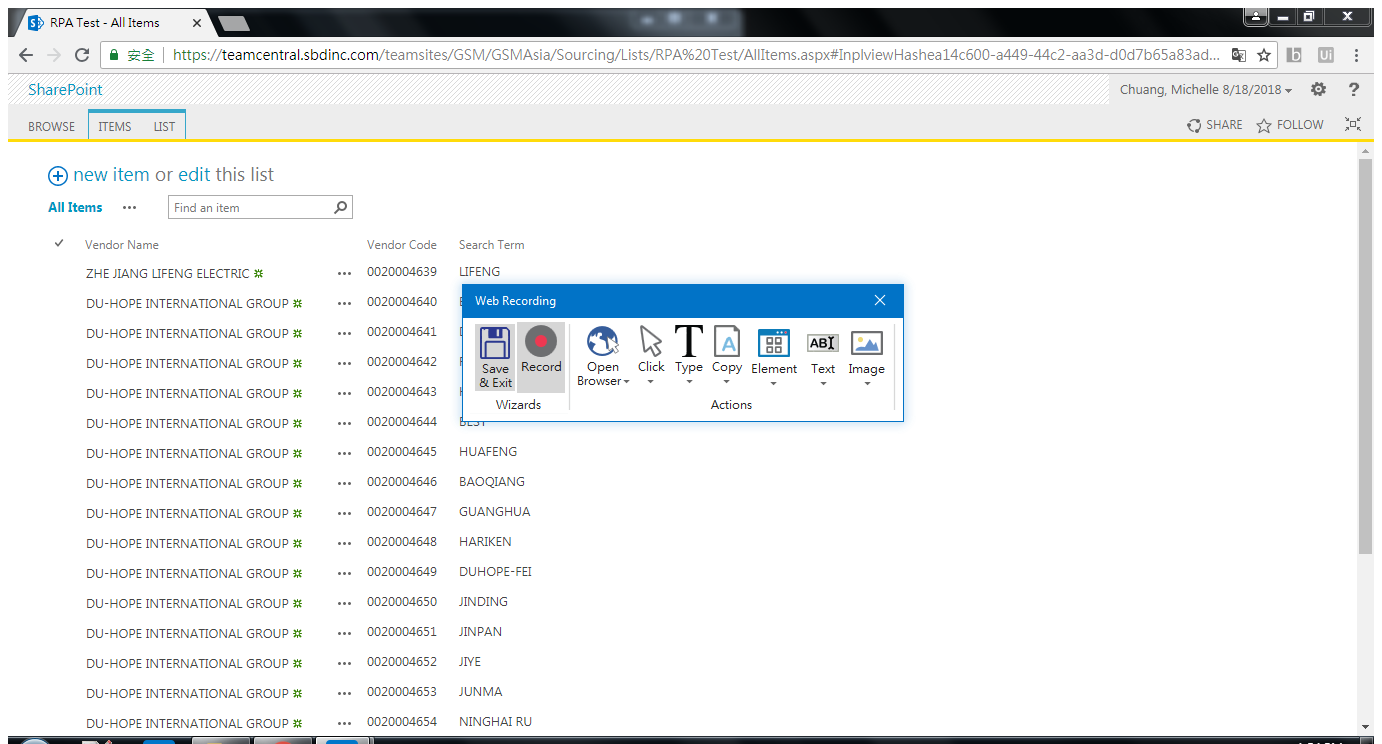 RPA Test - All Items
安全 https://teamcentral.sbdinc.com/teamsites/GSM/GSMAsia/Sourcing/Lists/RPA%20Test/AllItems.aspx#InplviewHashea14c600-a449-44c2-aa3d-d0d7b65a83ad...
SharePoint
Chuang, Michelle 8/18/2018
?
BROWSE ITEMS LIST
SHARE FOLLOW
new item or edit this list
All Items ••• Find an item
Vendor Name Vendor Code Search Term
ZHE JIANG LIFENG ELECTRIC ••• 0020004639 LIFENG
DU-HOPE INTERNATIONAL GROUP ••• 0020004640
DU-HOPE INTERNATIONAL GROUP ••• 0020004641
DU-HOPE INTERNATIONAL GROUP ••• 0020004642
DU-HOPE INTERNATIONAL GROUP ••• 0020004643
DU-HOPE INTERNATIONAL GROUP ••• 0020004644 BEST
DU-HOPE INTERNATIONAL GROUP ••• 0020004645 HUAFENG
DU-HOPE INTERNATIONAL GROUP ••• 0020004646 BAOQIANG
DU-HOPE INTERNATIONAL GROUP ••• 0020004647 GUANGHUA
DU-HOPE INTERNATIONAL GROUP ••• 0020004648 HARIKEN
DU-HOPE INTERNATIONAL GROUP ••• 0020004649 DUHOPE-FEI
DU-HOPE INTERNATIONAL GROUP ••• 0020004650 JINDING
DU-HOPE INTERNATIONAL GROUP ••• 0020004651 JINPAN
DU-HOPE INTERNATIONAL GROUP ••• 0020004652 JIYE
DU-HOPE INTERNATIONAL GROUP ••• 0020004653 JUNMA
DU-HOPE INTERNATIONAL GROUP ••• 0020004654 NINGHAI RU
Web Recording
Save & Exit
Record
Wizards
Open Browser
Click
Type
Copy
Element
Text
Image
Actions